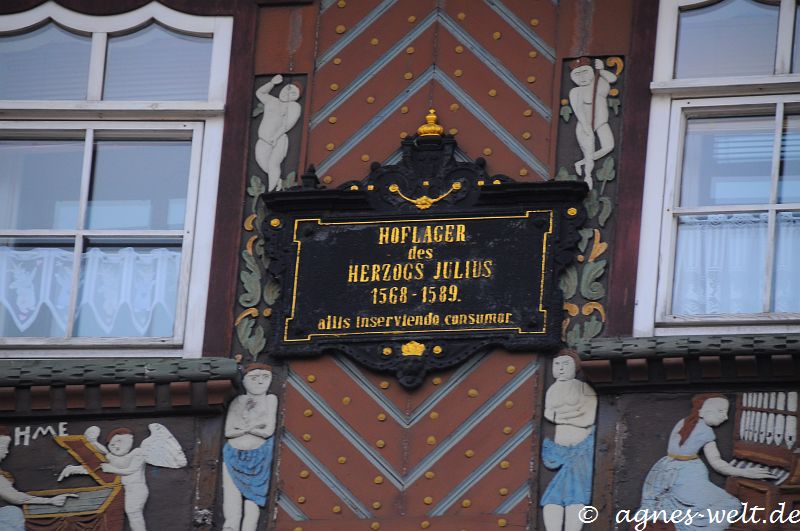 HOFLAGER
des
HERZOGS JULIUS
1568 - 1589.
aliis inserviendo consumor.
HME
© agnes-welt.de